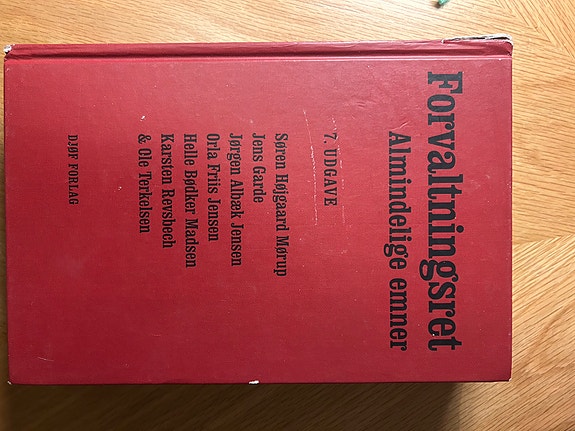 Forvaltningsret
Almindelige emner
7. UDGAVE
Søren Højgaard Mørup
Jens Garde
Jørgen Albæk Jensen
Orla Friis Jensen
Helle Bødker Madsen
Karsten Revsbech
& Ole Terkelsen
DJØF FORLAG